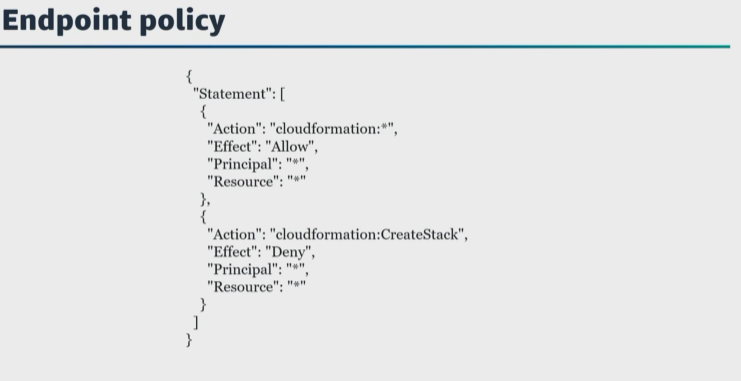 Endpoint policy
{
"Statement": [
{
"Action": "cloudformation:*",
"Effect": "Allow",
"Principal": "*",
"Resource": "*"
},
{
"Action": "cloudformation:CreateStack",
"Effect": "Deny",
"Principal": "*",
"Resource": "*"
}
]
}